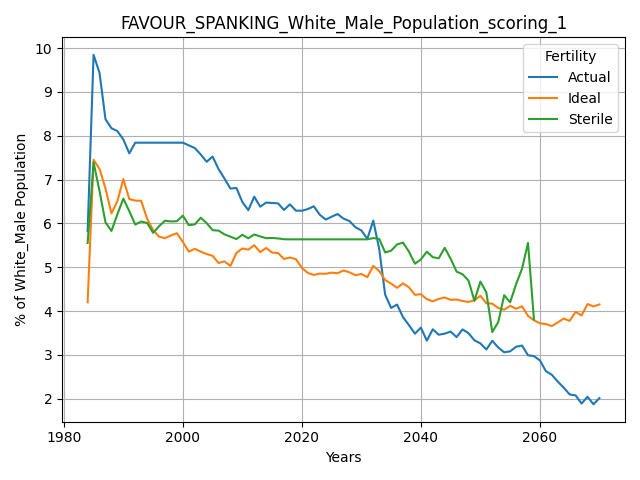 FAVOUR_SPANKING_White_Male_Population_scoring_1
% of White_Male Population
10
9
8
7
6
5
4
3
2
Fertility
Actual
Ideal
Sterile
1980
2000
2020
2040
2060
Years